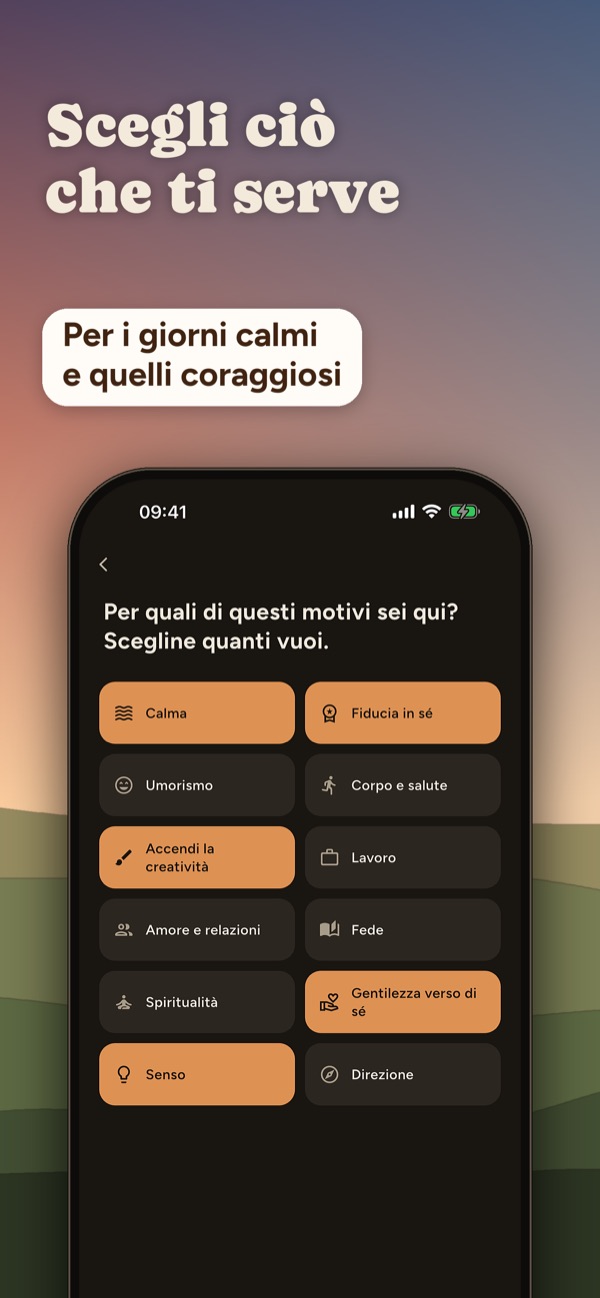 Scegli ciò
che ti serve
Per i giorni calmi
e quelli coraggiosi
09:41
Per quali di questi motivi sei qui?
Scegline quanti vuoi.
Calma
Fiducia in sé
Umorismo
Corpo e salute
Accendi la
creatività
Lavoro
Amore e relazioni
Fede
Spiritualità
Gentilezza verso di
sé
Senso
Direzione